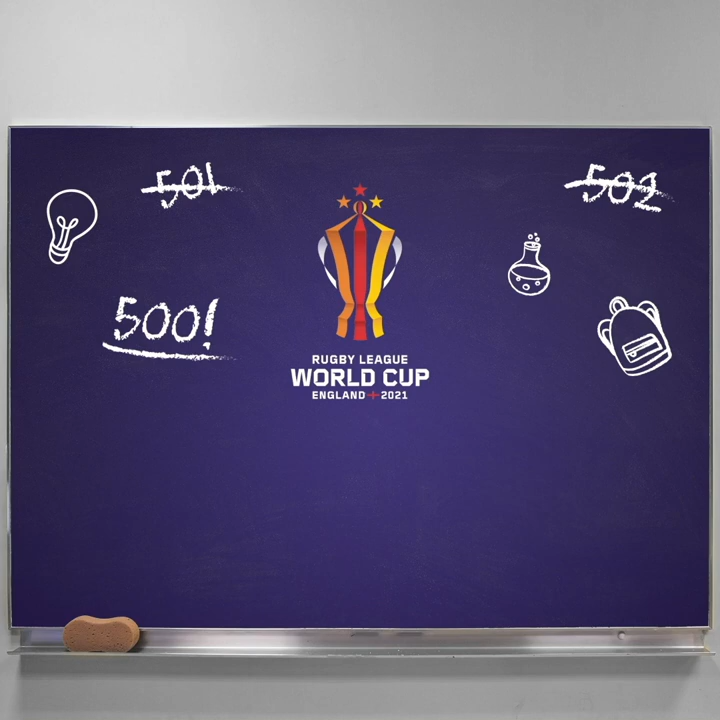 501
502
500!
RUGBY LEAGUE
WORLD CUP
ENGLAND 2021